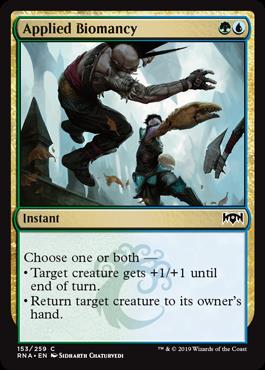 Applied Biomancy
Instant
Choose one or both —
• Target creature gets +1/+1 until
end of turn.
• Return target creature to its owner's
hand.
153/259 C
RNA • EN Sidharth Chaturvedi
™ & © 2019 Wizards of the Coast